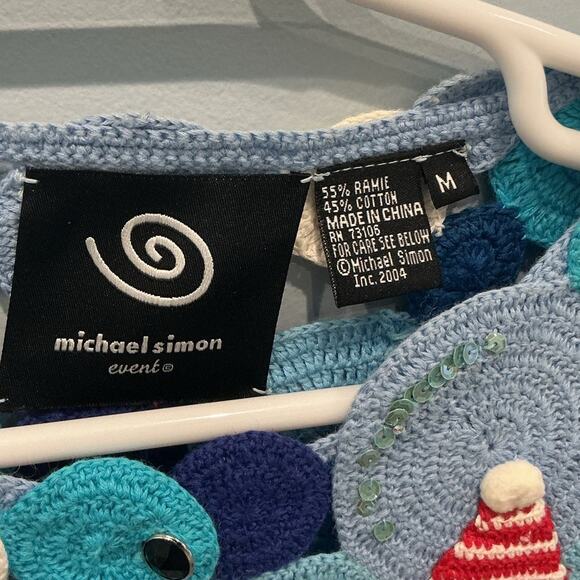 michael simon
event®
55% RAMIE
45% COTTON
MADE IN CHINA
RN 73106
FOR CARE SEE BELOW
©Michael Simon
Inc. 2004
M